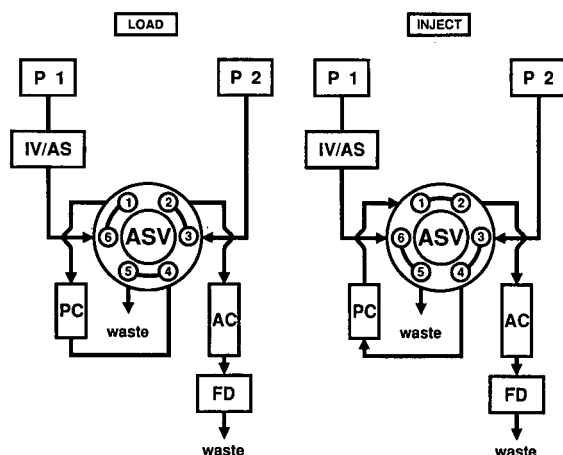 LOAD
INJECT
P 1
P 2
P 1
P 2
IV/AS
IV/AS
1
2
1
2
6
ASV
3
6
ASV
3
5
4
5
4
PC
waste
AC
PC
waste
AC
FD
FD
waste
waste